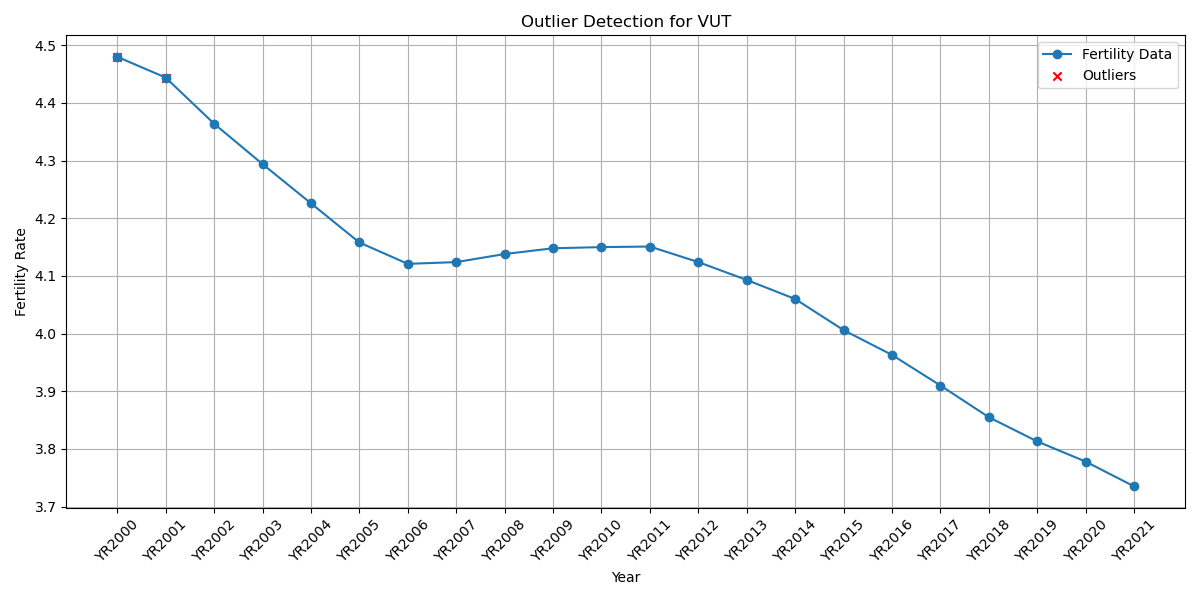 Outlier Detection for VUT
Fertility Data
Outliers
Fertility Rate
4.5
4.4
4.3
4.2
4.1
4.0
3.9
3.8
3.7
YR2000
YR2001
YR2002
YR2003
YR2004
YR2005
YR2006
YR2007
YR2008
YR2009
YR2010
YR2011
YR2012
YR2013
YR2014
YR2015
YR2016
YR2017
YR2018
YR2019
YR2020
YR2021
Year